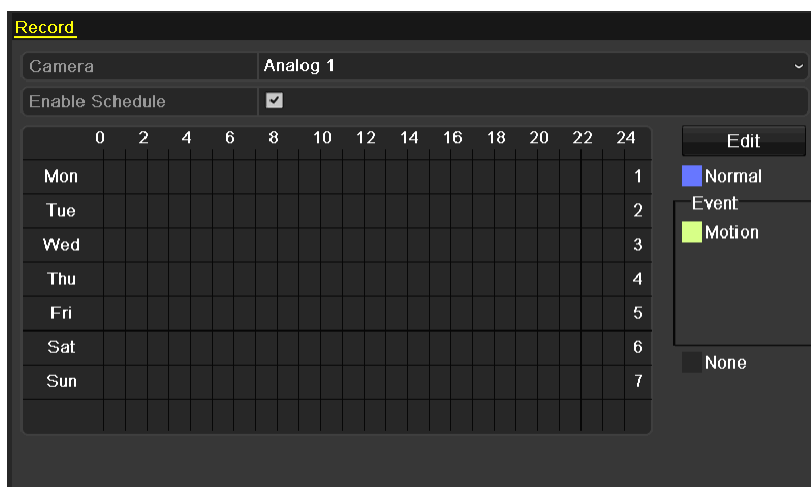 Record
Camera Analog 1
Enable Schedule
0 2 4 6 8 10 12 14 16 18 20 22 24
Edit
Mon 1
Normal
Tue 2
Event
Motion
Wed 3
Thu 4
Fri 5
Sat 6
None
Sun 7